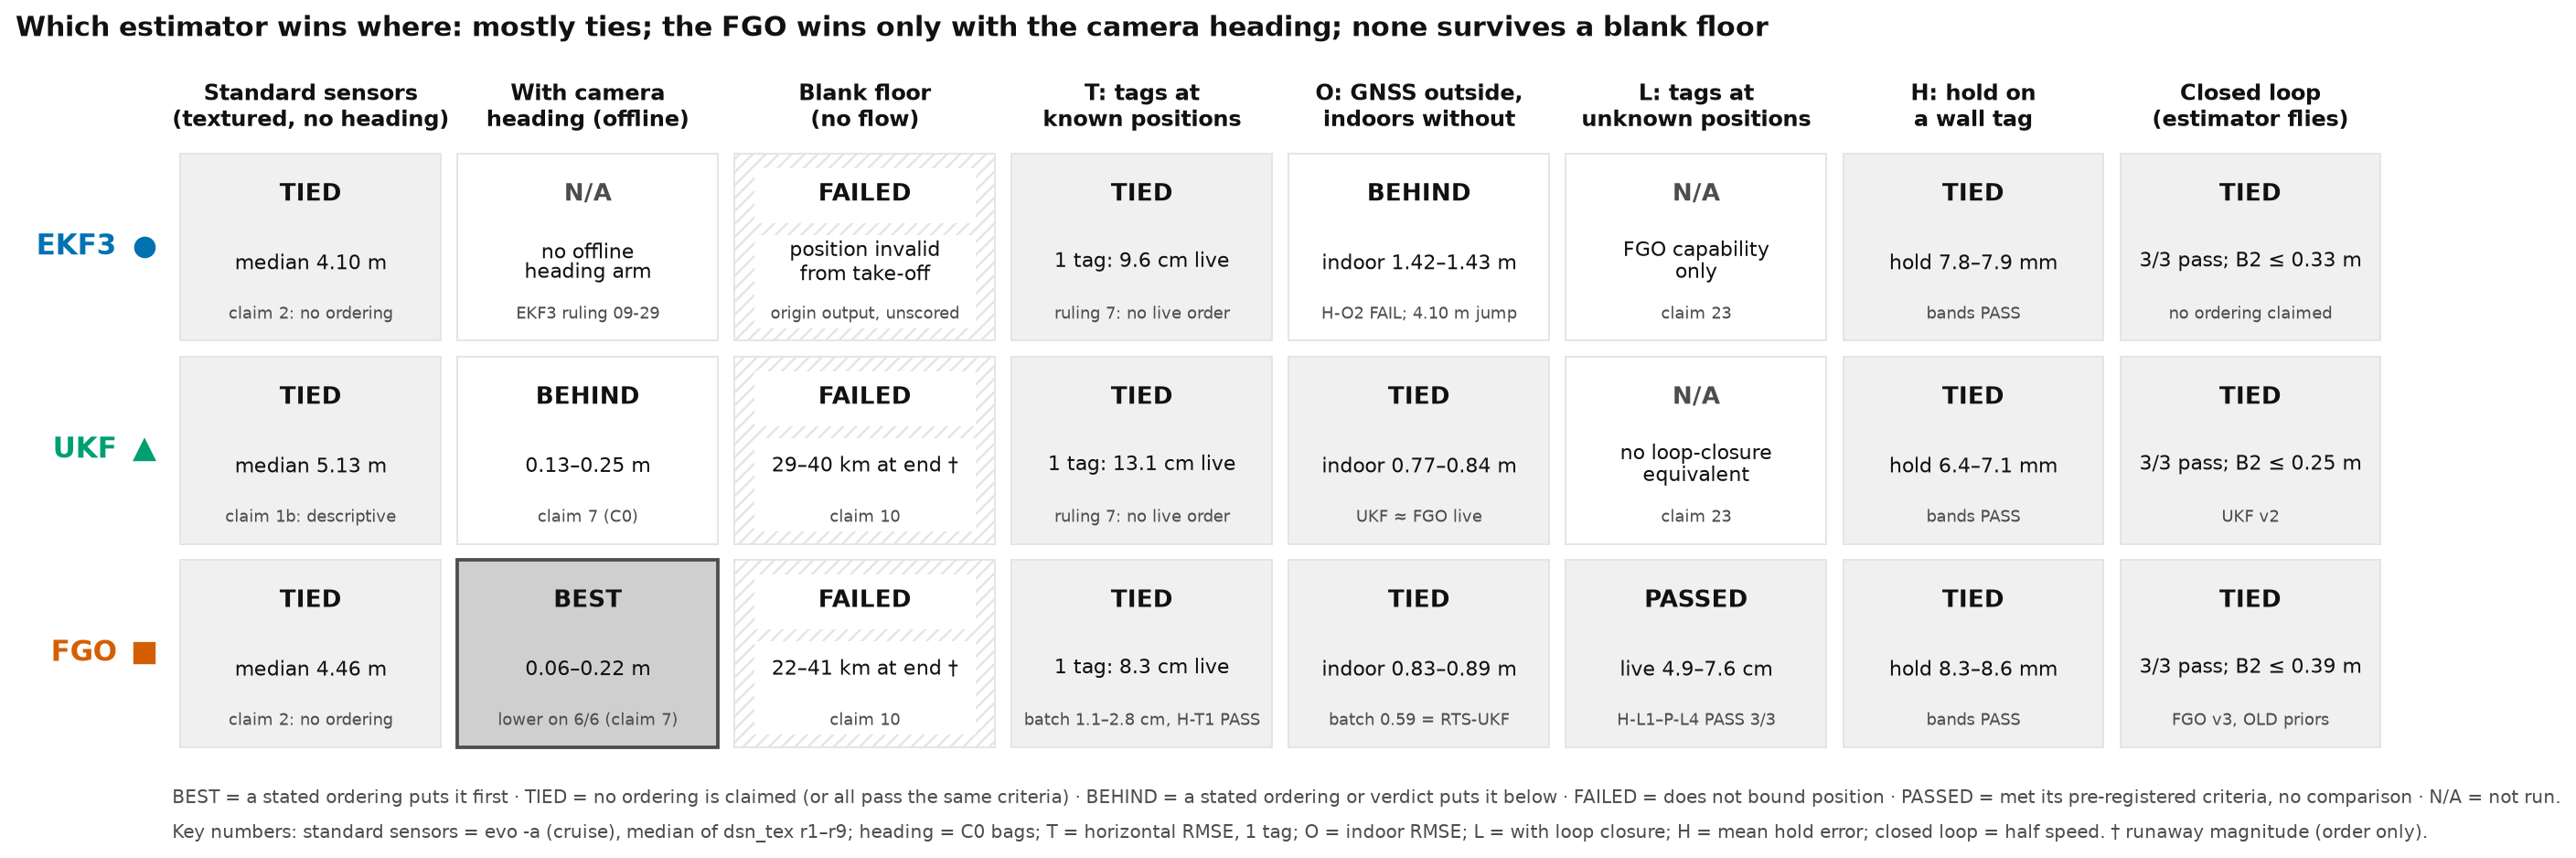 Which estimator wins where: mostly ties; the FGO wins only with the camera heading; none survives a blank floor
Standard sensors
(textured, no heading)
With camera
heading (offline)
Blank floor
(no flow)
T: tags at
known positions
O: GNSS outside,
indoors without
L: tags at
unknown positions
H: hold on
a wall tag
Closed loop
(estimator flies)
EKF3
TIED
median 4.10 m
claim 2: no ordering
N/A
no offline
heading arm
EKF3 ruling 09-29
FAILED
position invalid
from take-off
origin output, unscored
TIED
1 tag: 9.6 cm live
ruling 7: no live order
BEHIND
indoor 1.42–1.43 m
H-O2 FAIL; 4.10 m jump
N/A
FGO capability
only
claim 23
TIED
hold 7.8–7.9 mm
bands PASS
TIED
3/3 pass; B2 ≤ 0.33 m
no ordering claimed
UKF
TIED
median 5.13 m
claim 1b: descriptive
BEHIND
0.13–0.25 m
claim 7 (C0)
FAILED
29–40 km at end †
claim 10
TIED
1 tag: 13.1 cm live
ruling 7: no live order
TIED
indoor 0.77–0.84 m
UKF ≈ FGO live
N/A
no loop-closure
equivalent
claim 23
TIED
hold 6.4–7.1 mm
bands PASS
TIED
3/3 pass; B2 ≤ 0.25 m
UKF v2
FGO
TIED
median 4.46 m
claim 2: no ordering
BEST
0.06–0.22 m
lower on 6/6 (claim 7)
FAILED
22–41 km at end †
claim 10
TIED
1 tag: 8.3 cm live
batch 1.1–2.8 cm, H-T1 PASS
TIED
indoor 0.83–0.89 m
batch 0.59 = RTS-UKF
PASSED
live 4.9–7.6 cm
H-L1–P-L4 PASS 3/3
TIED
hold 8.3–8.6 mm
bands PASS
TIED
3/3 pass; B2 ≤ 0.39 m
FGO v3, OLD priors
BEST = a stated ordering puts it first · TIED = no ordering is claimed (or all pass the same criteria) · BEHIND = a stated ordering or verdict puts it below · FAILED = does not bound position · PASSED = met its pre-registered criteria, no comparison · N/A = not run.
Key numbers: standard sensors = evo -a (cruise), median of dsn_tex r1–r9; heading = C0 bags; T = horizontal RMSE, 1 tag; O = indoor RMSE; L = with loop closure; H = mean hold error; closed loop = half speed. † runaway magnitude (order only).